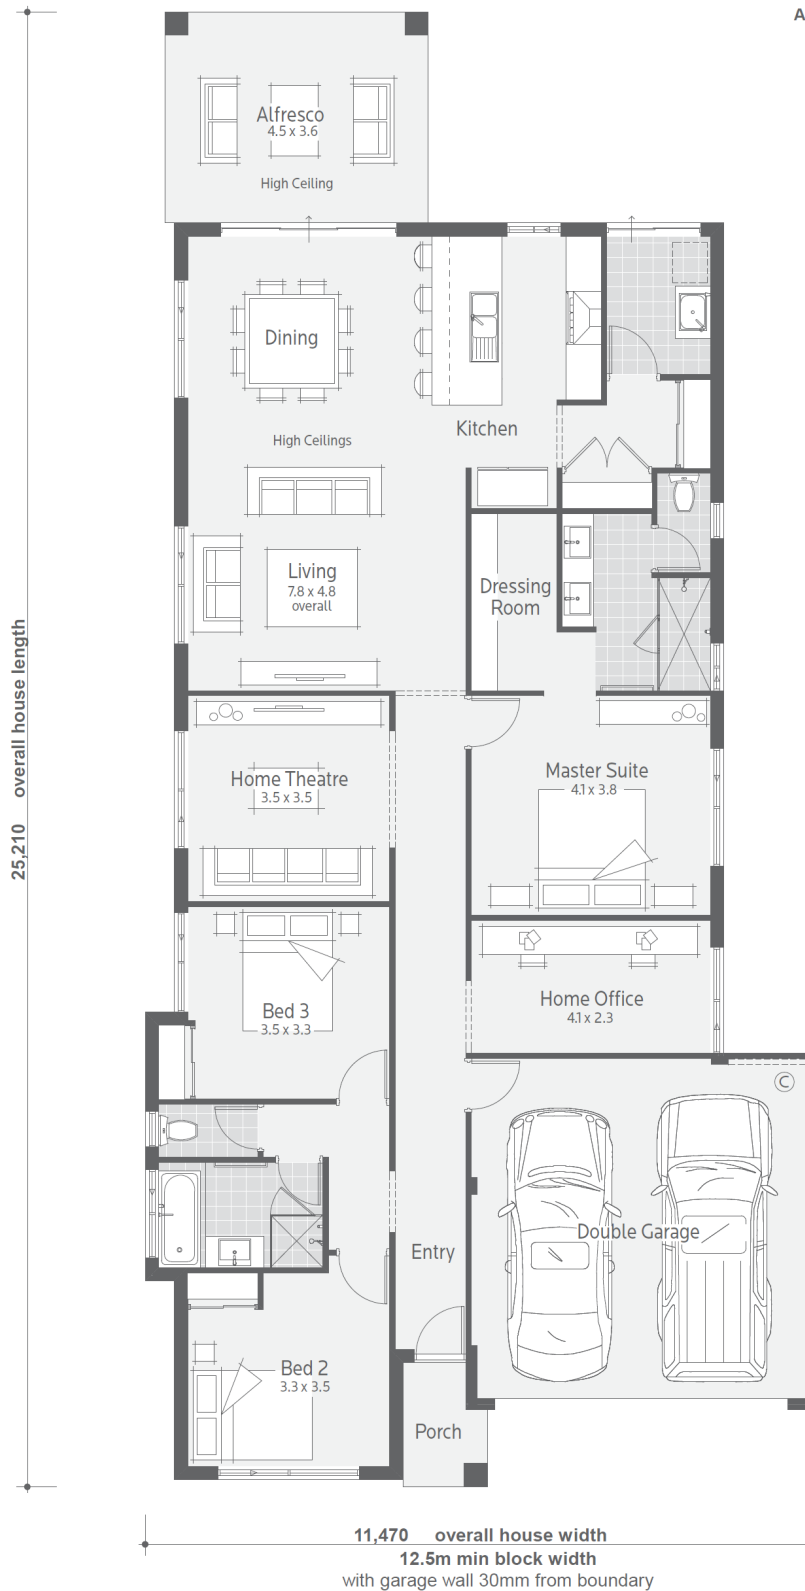 A
Alfresco
4.5 x 3.6
High Ceiling
Dining
Kitchen
High Ceilings
Living
7.8 x 4.8
overall
Dressing
Room
Home Theatre
3.5 x 3.5
Master Suite
4.1 x 3.8
25,210 overall house length
Bed 3
3.5 x 3.3
Home Office
4.1 x 2.3
C
Double Garage
Entry
Bed 2
3.3 x 3.5
Porch
11,470 overall house width
12.5m min block width
with garage wall 30mm from boundary